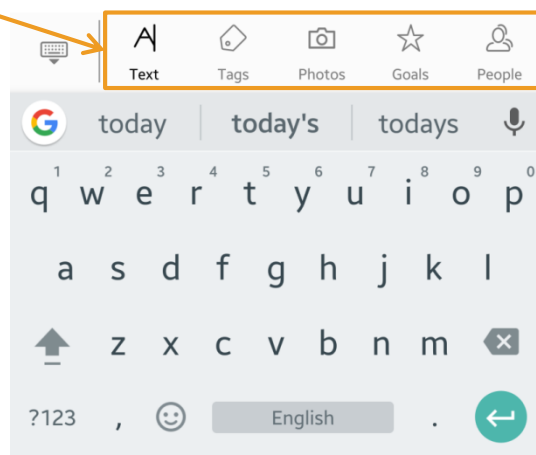 A
Text Tags Photos Goals People
G today today's todays
1 2 3 4 5 6 7 8 9 0
q w e r t y u i o p
a s d f g h j k l
z x c v b n m
?123 , English .